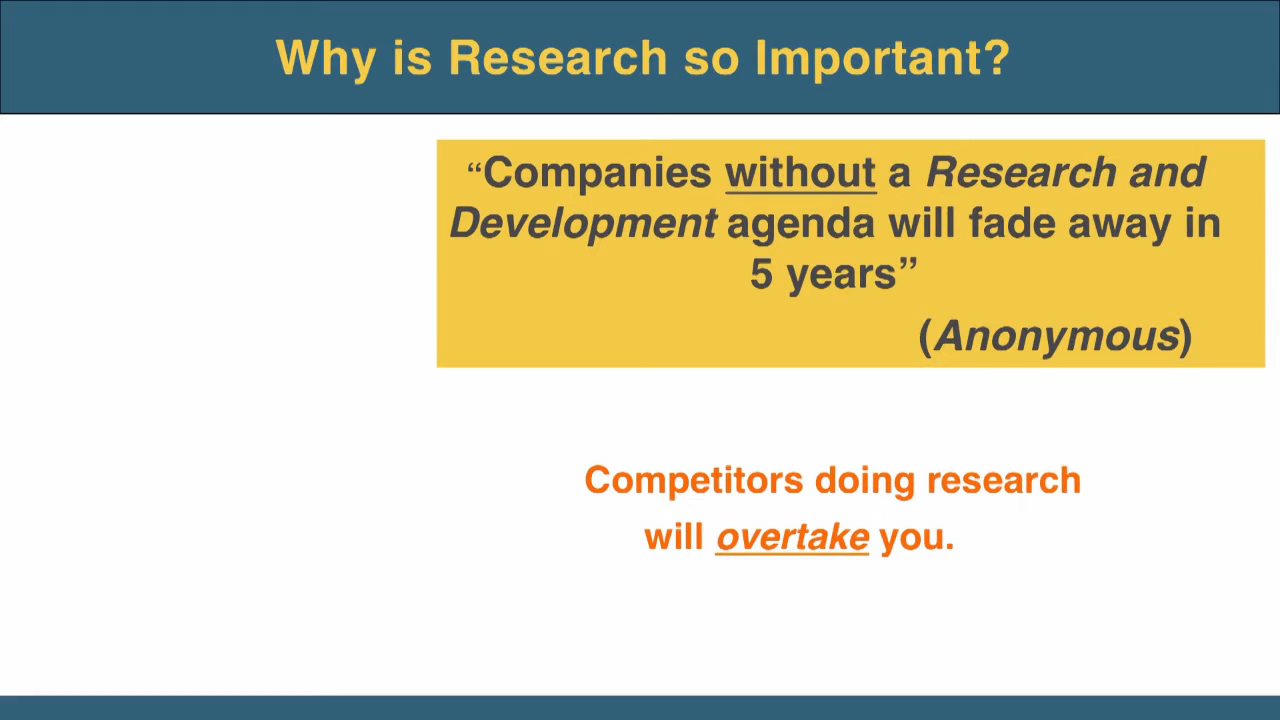 Why is Research so Important?
“Companies without a Research and
Development agenda will fade away in
5 years”
(Anonymous)
Competitors doing research
will overtake you.